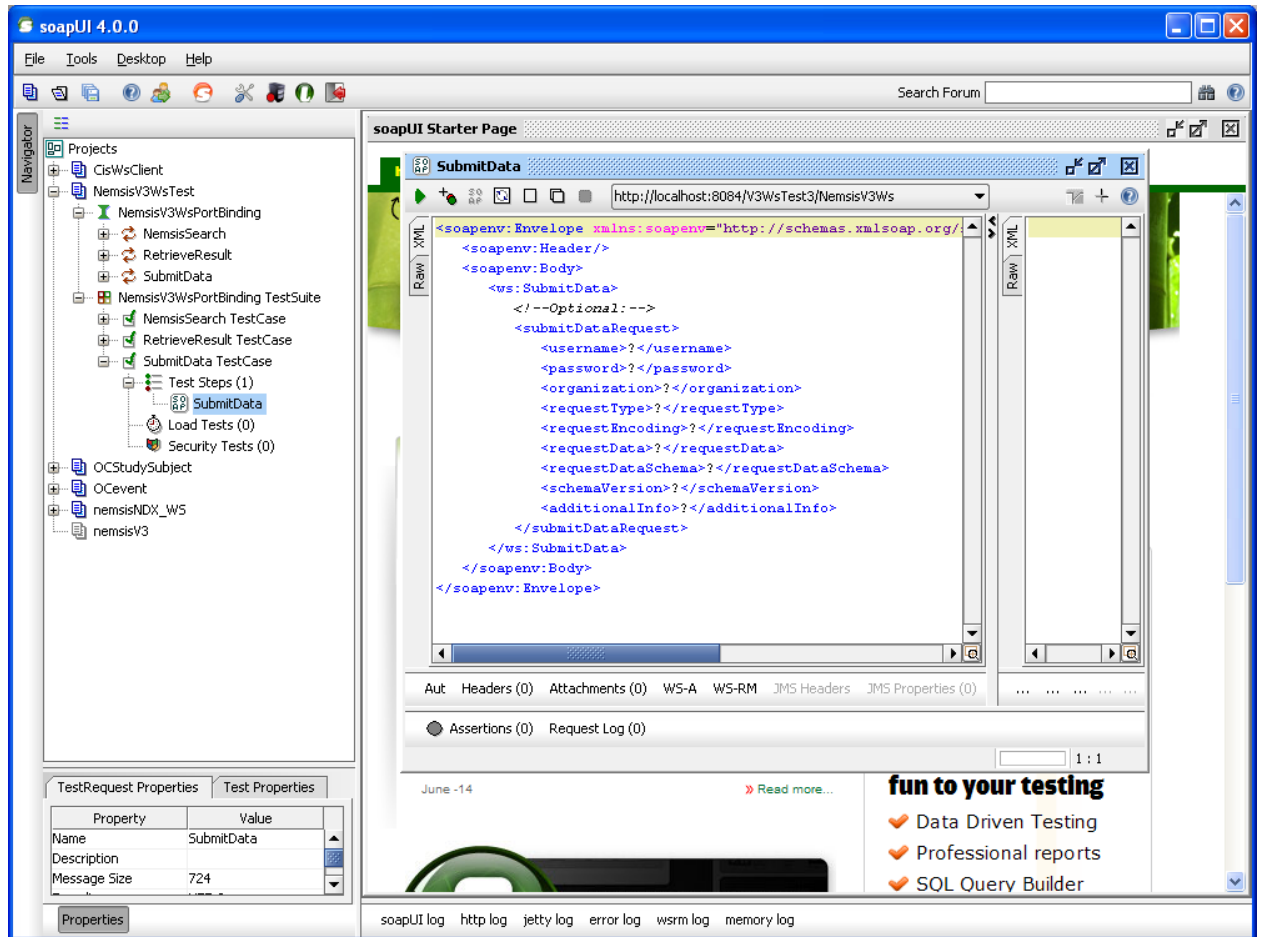 soapUI 4.0.0
File Tools Desktop Help
Search Forum
Navigator
Projects
CisWsClient
NemsisV3WsTest
NemsisV3WsPortBinding
NemsisSearch
RetrieveResult
SubmitData
NemsisV3WsPortBinding TestSuite
NemsisSearch TestCase
RetrieveResult TestCase
SubmitData TestCase
Test Steps (1)
SubmitData
Load Tests (0)
Security Tests (0)
OCStudySubject
OCevent
nemsisNDX_WS
nemsisV3
TestRequest Properties Test Properties
Property Value
Name SubmitData
Description
Message Size 724
Properties
soapUI Starter Page
SubmitData
http://localhost:8084/V3WsTest3/NemsisV3Ws
XML
Raw
<soapenv:Envelope xmlns:soapenv="http://schemas.xmlsoap.org/
<soapenv:Header/>
<soapenv:Body>
<ws:SubmitData>
<!--Optional:-->
<submitDataRequest>
<username>?</username>
<password>?</password>
<organization>?</organization>
<requestType>?</requestType>
<requestEncoding>?</requestEncoding>
<requestData>?</requestData>
<requestDataSchema>?</requestDataSchema>
<schemaVersion>?</schemaVersion>
<additionalInfo>?</additionalInfo>
</submitDataRequest>
</ws:SubmitData>
</soapenv:Body>
</soapenv:Envelope>
XML
Raw
Aut Headers (0) Attachments (0) WS-A WS-RM JMS Headers JMS Properties (0) ... ... ... ... ...
Assertions (0) Request Log (0)
1 : 1
June -14 » Read more...
fun to your testing
Data Driven Testing
Professional reports
SQL Query Builder
soapUI log http log jetty log error log wsrm log memory log